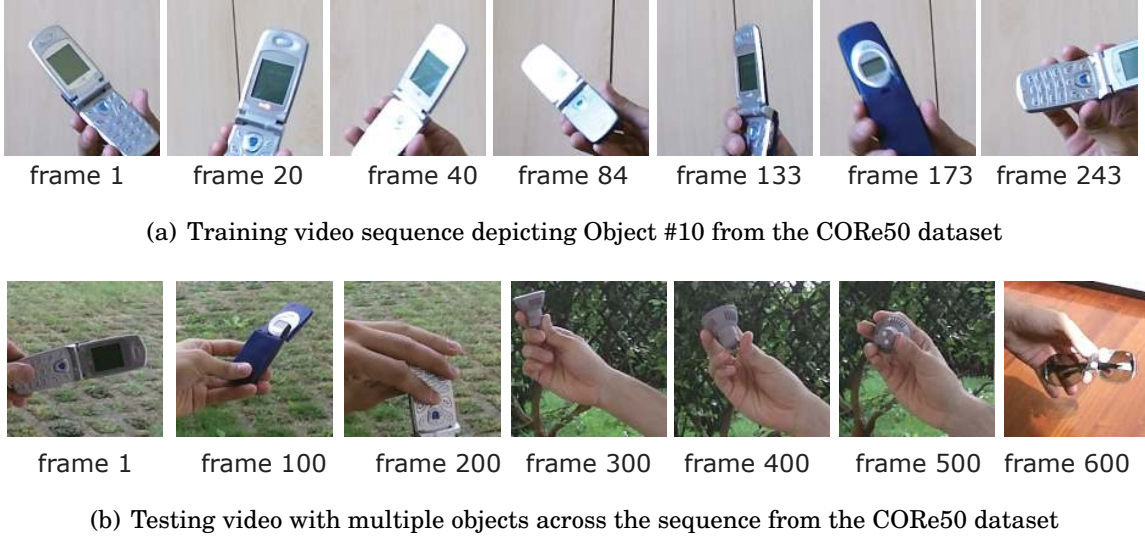 frame 1 frame 20 frame 40 frame 84 frame 133 frame 173 frame 243
(a) Training video sequence depicting Object #10 from the CORe50 dataset
frame 1 frame 100 frame 200 frame 300 frame 400 frame 500 frame 600
(b) Testing video with multiple objects across the sequence from the CORe50 dataset